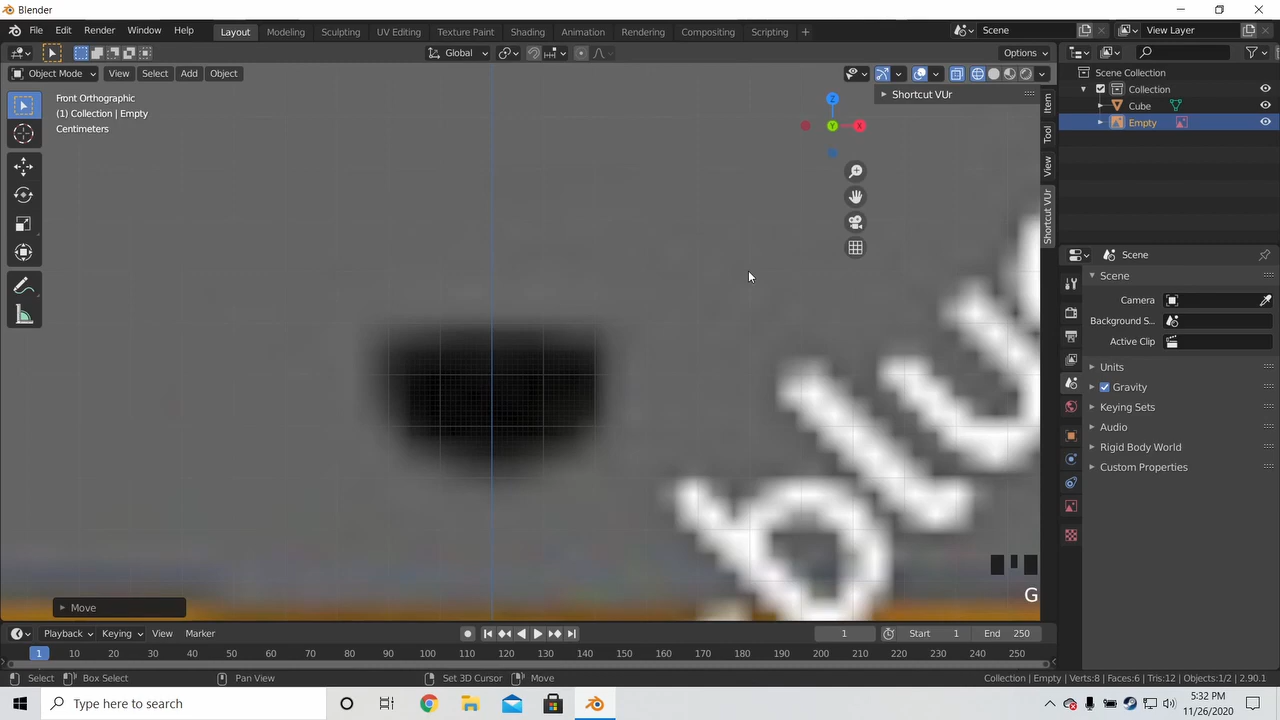 Blender
File Edit Render Window Help Layout Modeling Sculpting UV Editing Texture Paint Shading Animation Rendering Compositing Scripting + Scene View Layer
Global Options
Object Mode View Select Add Object
Front Orthographic
(1) Collection | Empty
Centimeters
Shortcut VUr
Z
Y
X
Item
Tool
View
Shortcut VUr
Scene Collection
Collection
Cube
Empty
Scene
Scene
Camera
Background S...
Active Clip
Units
Gravity
Keying Sets
Audio
Rigid Body World
Custom Properties
G
Move
Playback Keying View Marker 1 Start 1 End 250
1 10 20 30 40 50 60 70 80 90 100 110 120 130 140 150 160 170 180 190 200 210 220 230 240 250
Select Box Select Pan View Set 3D Cursor Move Collection | Empty | Verts:8 | Faces:6 | Tris:12 | Objects:1/2 | 2.90.1
Type here to search
5:32 PM
11/26/2020